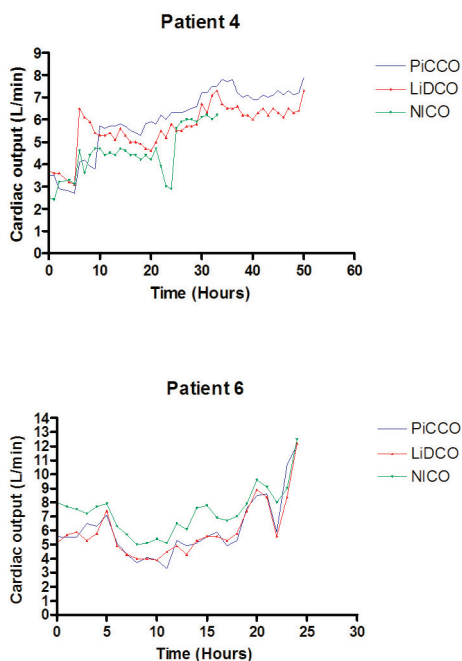 Patient 4
Cardiac output (L/min)
9
8
7
6
5
4
3
2
1
0
0 10 20 30 40 50 60
Time (Hours)
PiCCO
LiDCO
NICO
Patient 6
Cardiac output (L/min)
14
13
12
11
10
9
8
7
6
5
4
3
2
1
0
0 5 10 15 20 25 30
Time (Hours)
PiCCO
LiDCO
NICO